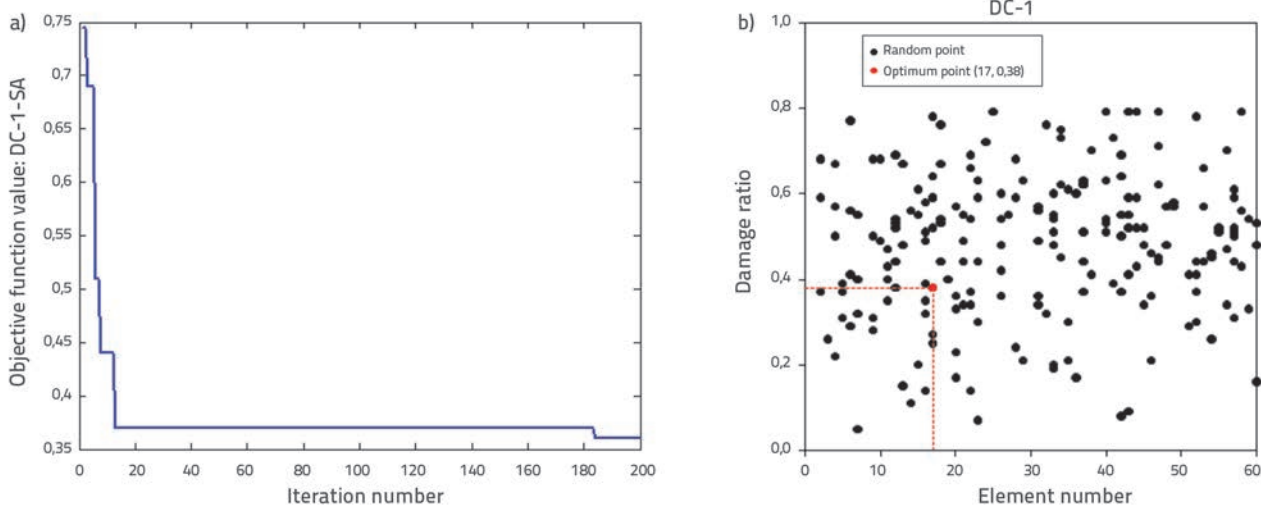 a)
0,75
0,7
0,65
0,6
0,55
0,5
0,45
0,4
0,35
Objective function value: DC-1-SA
0 20 40 60 80 100 120 140 160 180 200
Iteration number
b)
DC-1
Random point
Optimum point (17, 0,38)
1,0
0,8
0,6
0,4
0,2
0,0
Damage ratio
0 10 20 30 40 50 60
Element number